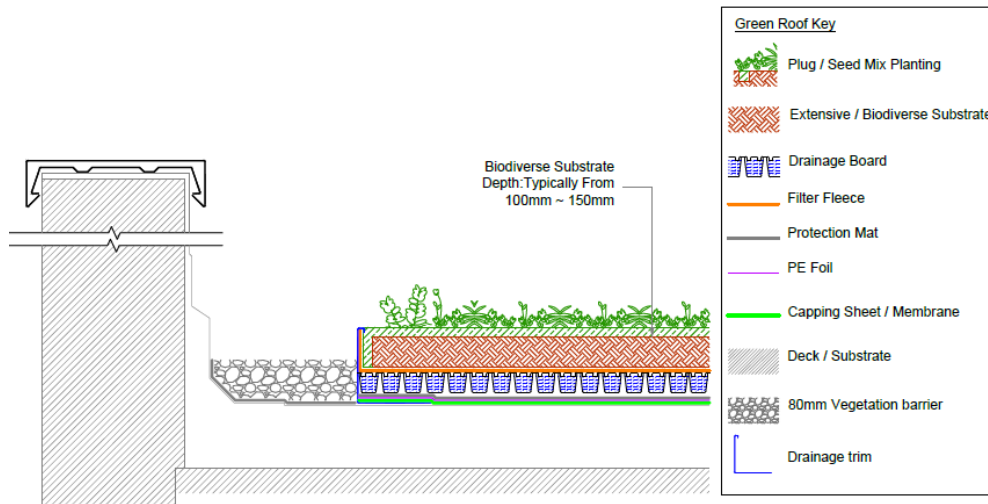 Green Roof Key
Plug / Seed Mix Planting
Extensive / Biodiverse Substrate
Drainage Board
Filter Fleece
Protection Mat
PE Foil
Capping Sheet / Membrane
Deck / Substrate
80mm Vegetation barrier
Drainage trim
Biodiverse Substrate
Depth:Typically From
100mm ~ 150mm